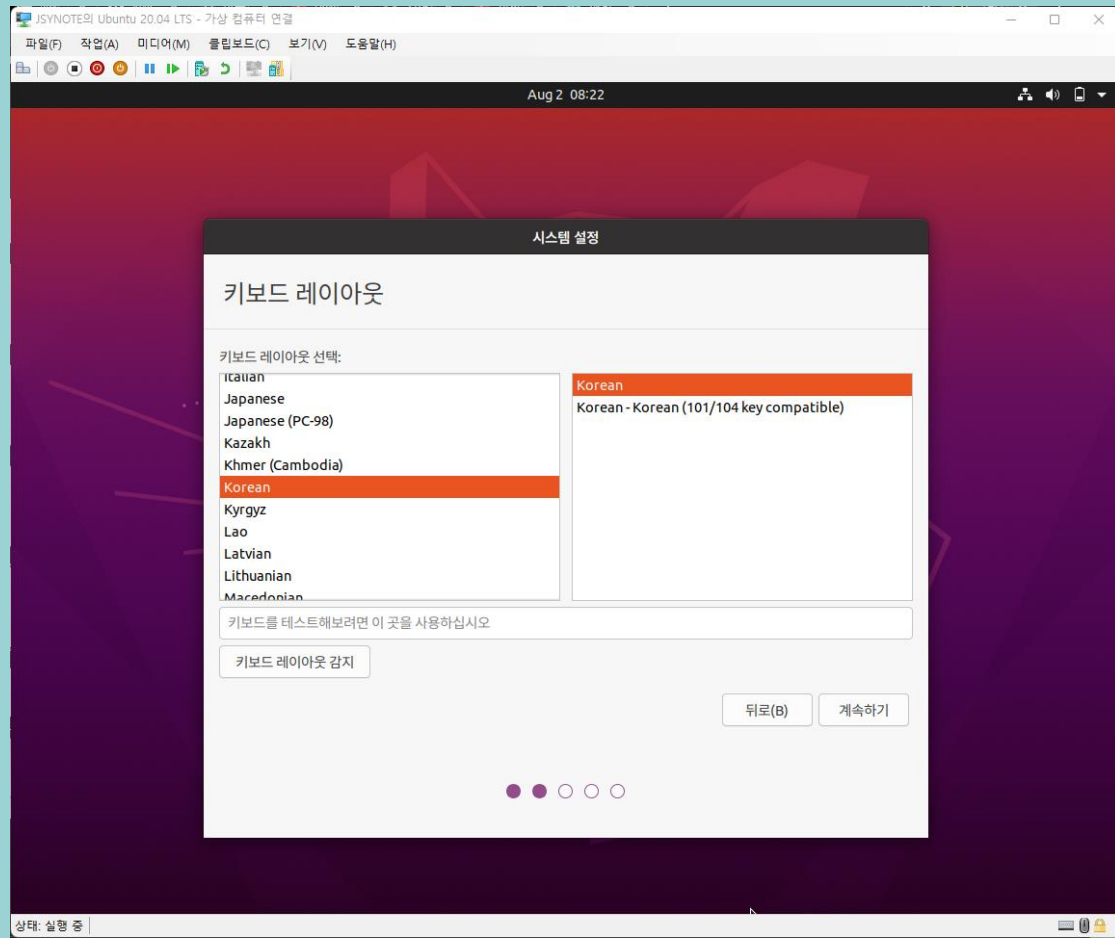 JSYNOTE의 Ubuntu 20.04 LTS - 가상 컴퓨터 연결
파일(F) 작업(A) 미디어(M) 클립보드(C) 보기(V) 도움말(H)
Aug 2 08:22
시스템 설정
키보드 레이아웃
키보드 레이아웃 선택:
Italian
Japanese
Japanese (PC-98)
Kazakh
Khmer (Cambodia)
Korean
Kyrgyz
Lao
Latvian
Lithuanian
Macedonian
Korean
Korean - Korean (101/104 key compatible)
키보드를 테스트해보려면 이 곳을 사용하십시오
키보드 레이아웃 감지
뒤로(B) 계속하기
상태: 실행 중